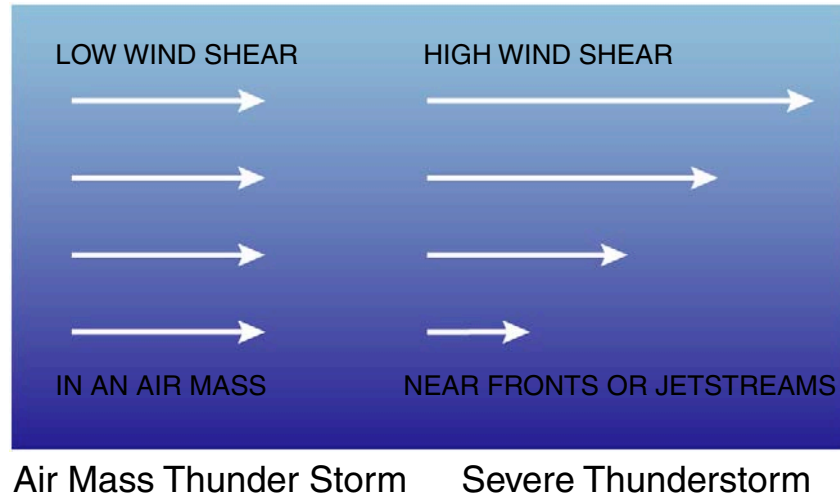 LOW WIND SHEAR
HIGH WIND SHEAR
IN AN AIR MASS
NEAR FRONTS OR JETSTREAMS
Air Mass Thunder Storm
Severe Thunderstorm